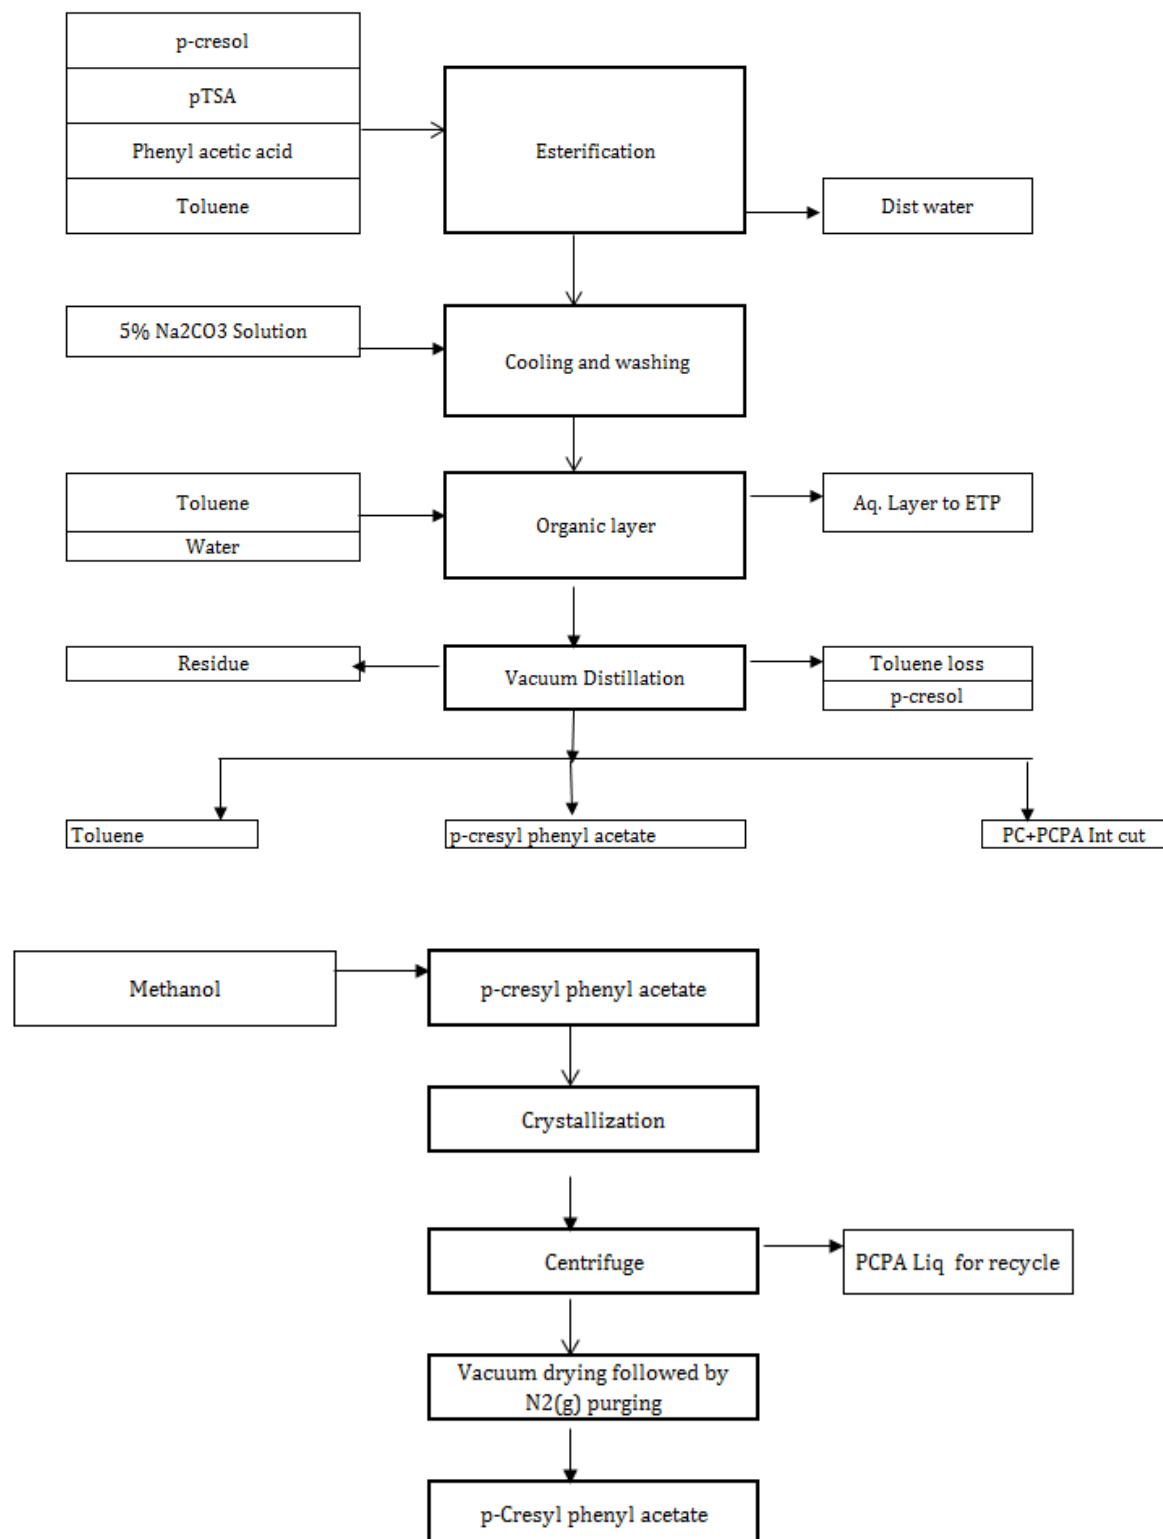 p-cresol
pTSA
Phenyl acetic acid
Toluene
Esterification
Dist water
5% Na2CO3 Solution
Cooling and washing
Toluene
Water
Organic layer
Aq. Layer to ETP
Residue
Vacuum Distillation
Toluene loss
p-cresol
Toluene
p-cresyl phenyl acetate
PC+PCPA Int cut
Methanol
p-cresyl phenyl acetate
Crystallization
Centrifuge
PCPA Liq for recycle
Vacuum drying followed by
N2(g) purging
p-Cresyl phenyl acetate